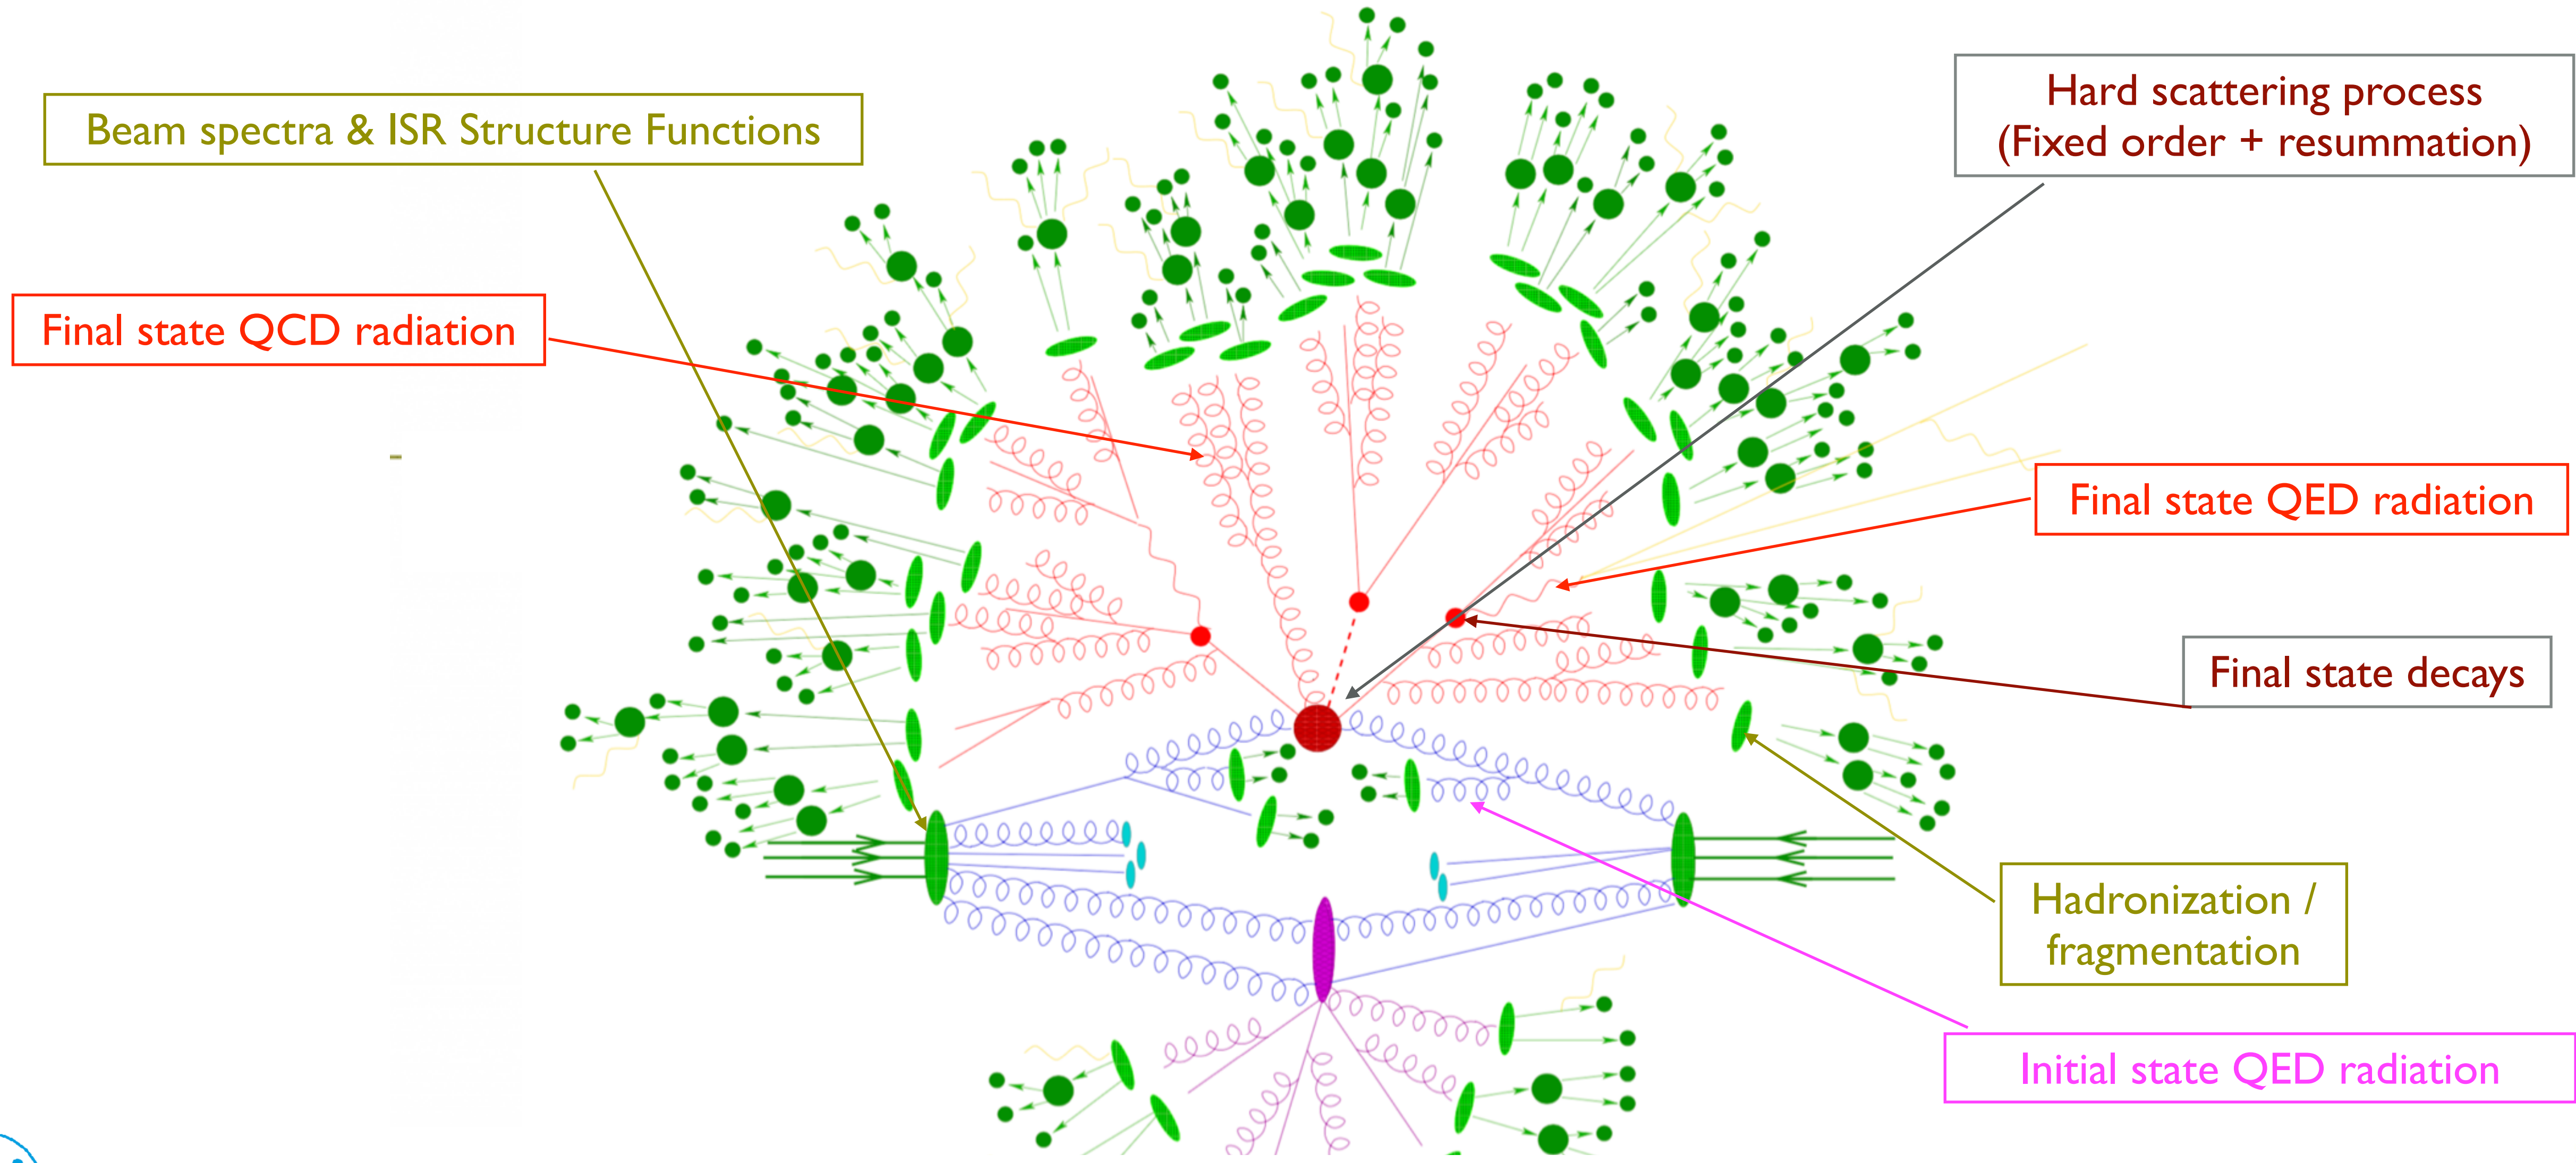 Beam spectra & ISR Structure Functions
Hard scattering process
(Fixed order + resummation)
Final state QCD radiation
Final state QED radiation
Final state decays
Hadronization /
fragmentation
Initial state QED radiation